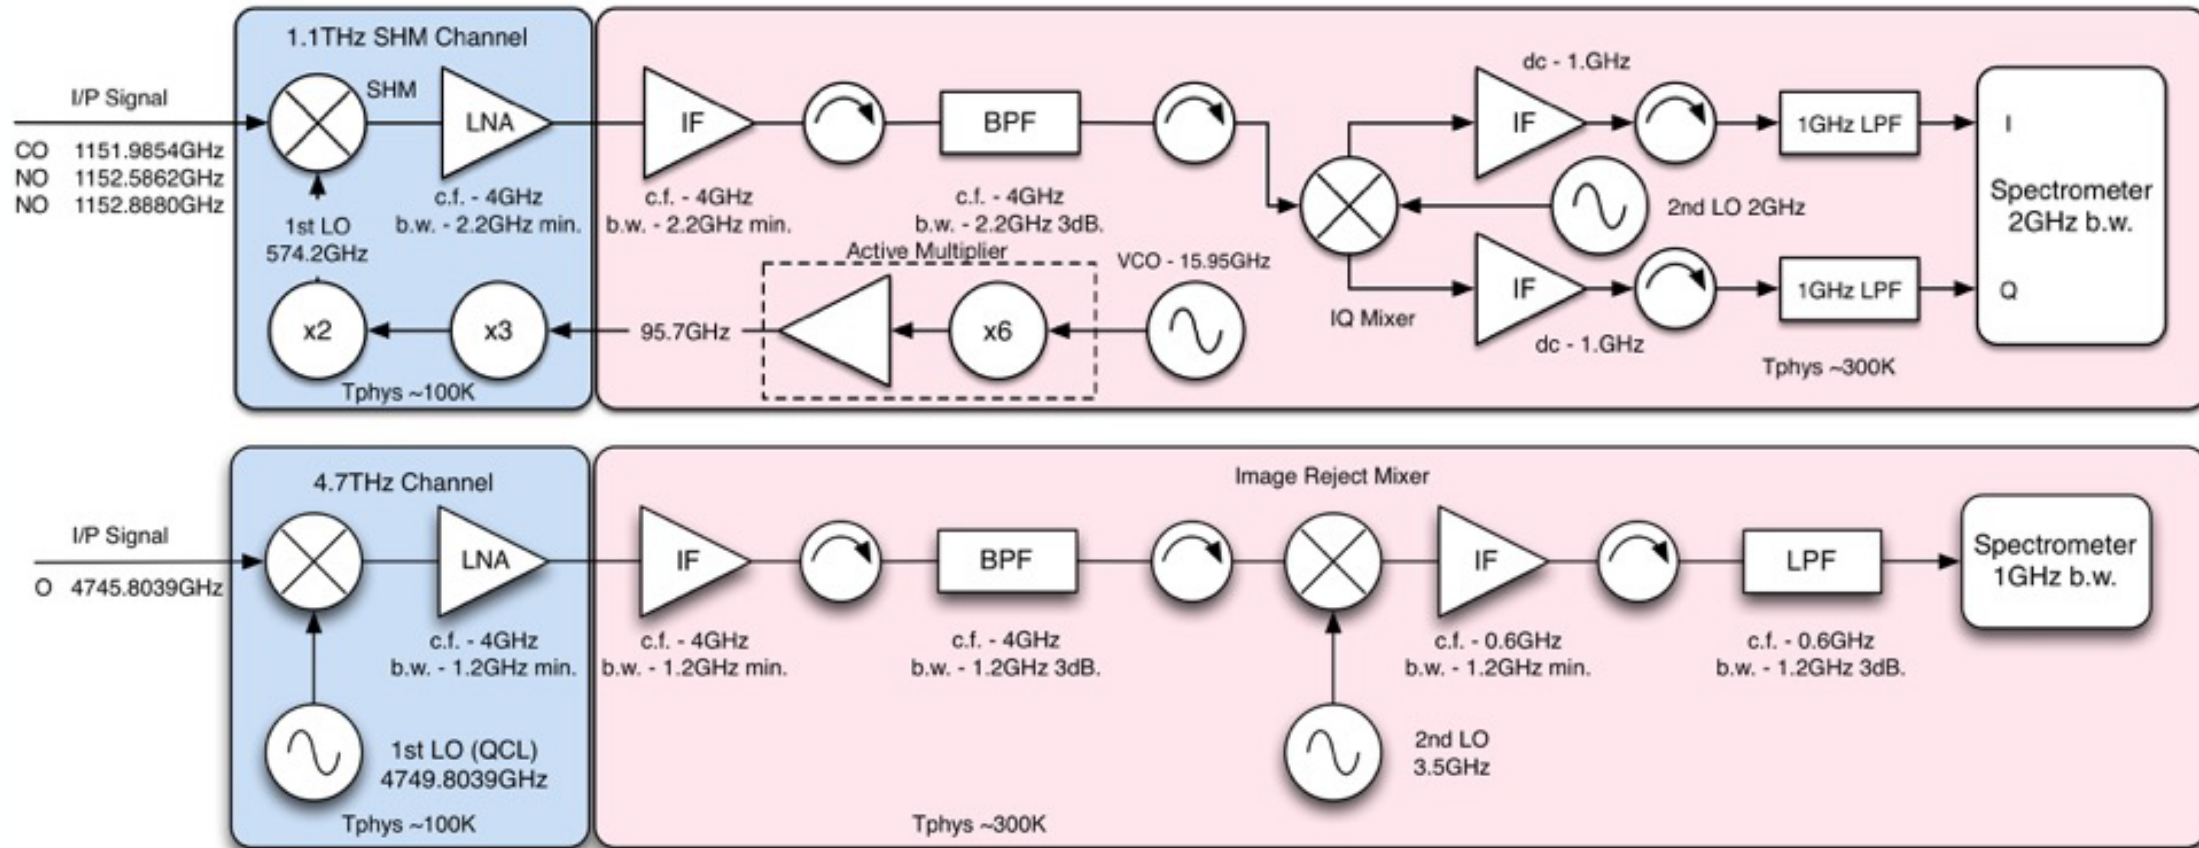 1.1THz SHM Channel
I/P Signal
CO 1151.9854GHz
NO 1152.5862GHz
NO 1152.8880GHz
SHM
LNA
c.f. - 4GHz
b.w. - 2.2GHz min.
1st LO
574.2GHz
x2
x3
Tphys ~100K
IF
c.f. - 4GHz
b.w. - 2.2GHz min.
BPF
c.f. - 4GHz
b.w. - 2.2GHz 3dB.
Active Multiplier
95.7GHz
x6
VCO - 15.95GHz
IQ Mixer
dc - 1.GHz
IF
1GHz LPF
2nd LO 2GHz
IF
dc - 1.GHz
1GHz LPF
I
Spectrometer
2GHz b.w.
Q
Tphys ~300K
4.7THz Channel
I/P Signal
O 4745.8039GHz
LNA
c.f. - 4GHz
b.w. - 1.2GHz min.
1st LO (QCL)
4749.8039GHz
Tphys ~100K
IF
c.f. - 4GHz
b.w. - 1.2GHz min.
BPF
c.f. - 4GHz
b.w. - 1.2GHz 3dB.
Image Reject Mixer
2nd LO
3.5GHz
IF
c.f. - 0.6GHz
b.w. - 1.2GHz min.
LPF
c.f. - 0.6GHz
b.w. - 1.2GHz 3dB.
Spectrometer
1GHz b.w.
Tphys ~300K